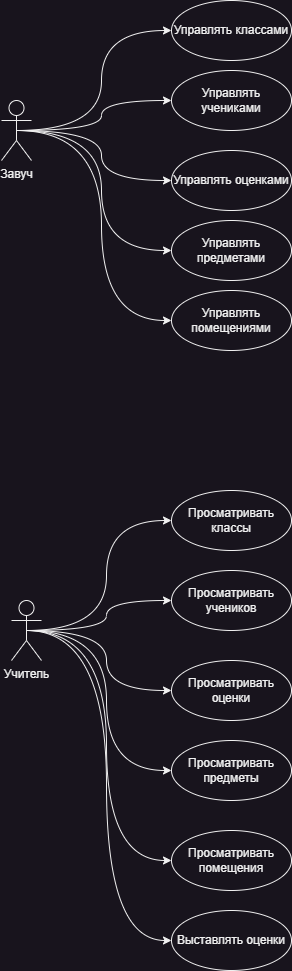 Управлять классами
Управлять
учениками
Завуч
Управлять оценками
Управлять
предметами
Управлять
помещениями
Просматривать
классы
Просматривать
учеников
Учитель
Просматривать
оценки
Просматривать
предметы
Просматривать
помещения
Выставлять оценки